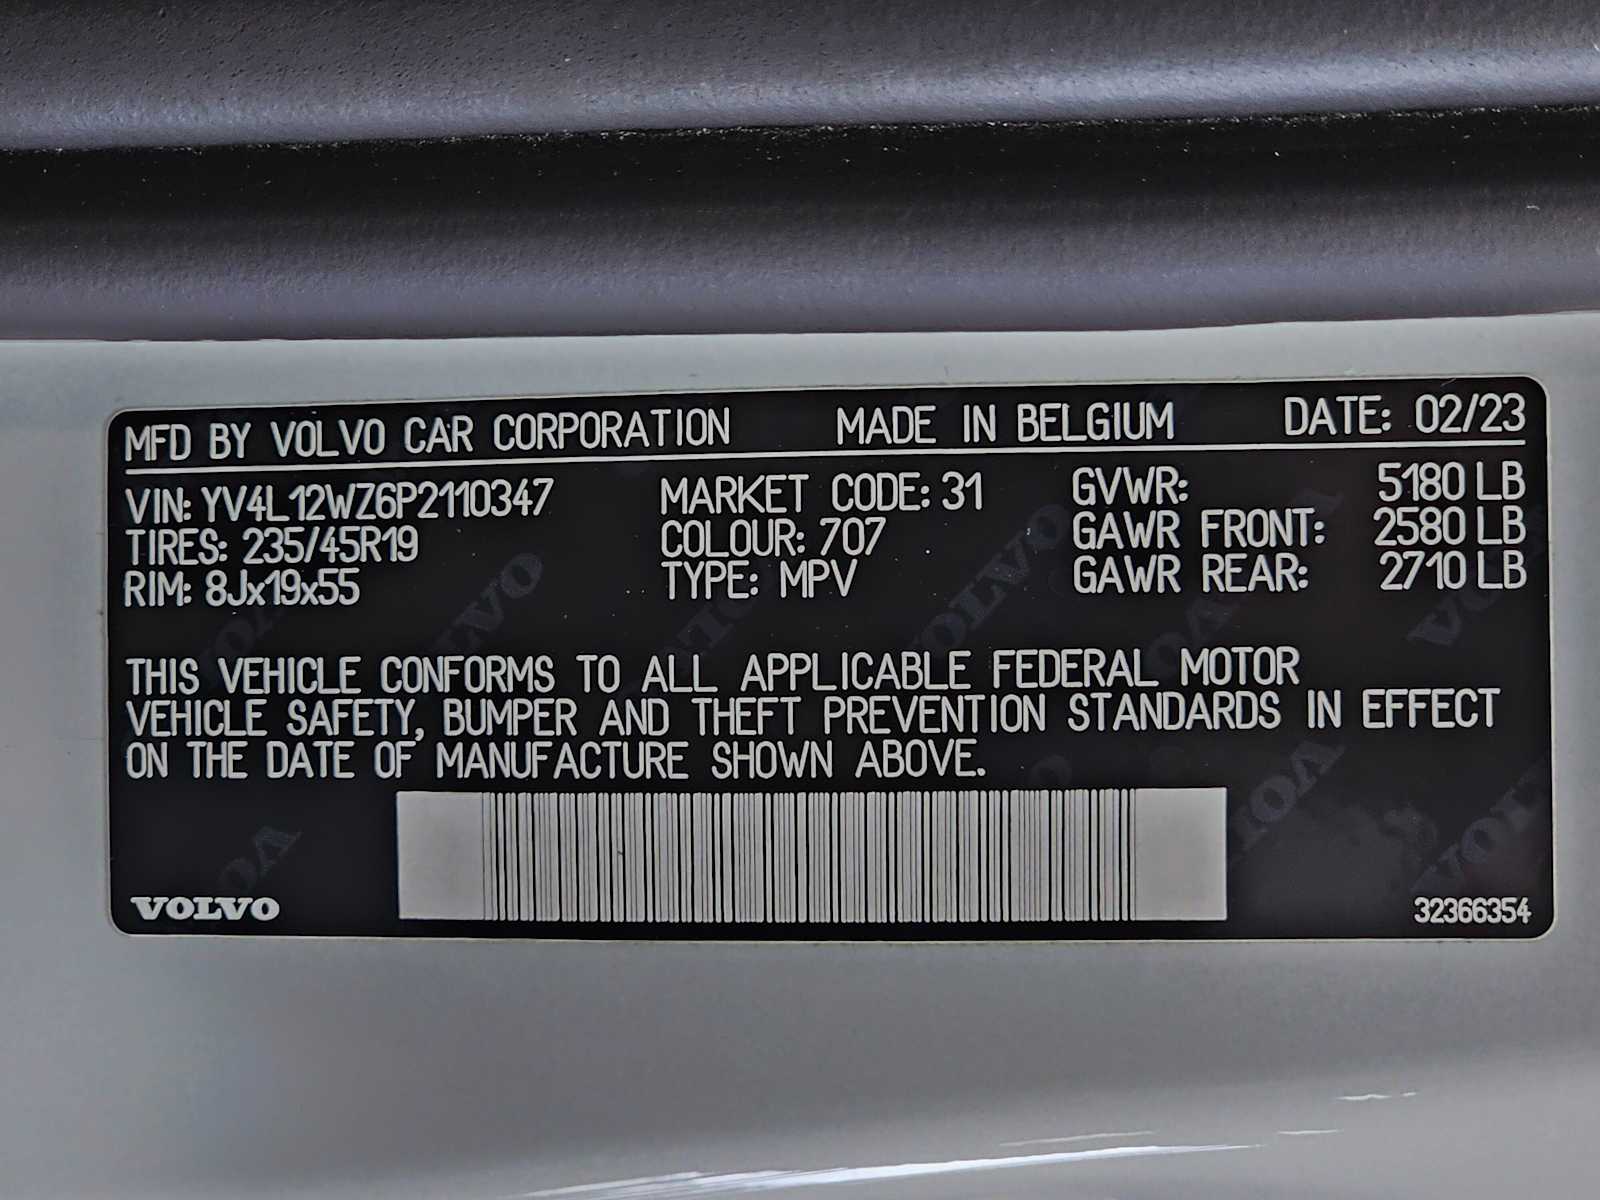 MFD BY VOLVO CAR CORPORATION MADE IN BELGIUM DATE: 02/23
VIN: YV4L12WZ6P2110347 MARKET CODE: 31 GVWR: 5180 LB
TIRES: 235/45R19 COLOUR: 707 GAWR FRONT: 2580 LB
RIM: 8Jx19x55 TYPE: MPV GAWR REAR: 2710 LB
THIS VEHICLE CONFORMS TO ALL APPLICABLE FEDERAL MOTOR
VEHICLE SAFETY, BUMPER AND THEFT PREVENTION STANDARDS IN EFFECT
ON THE DATE OF MANUFACTURE SHOWN ABOVE.
VOLVO 32366354